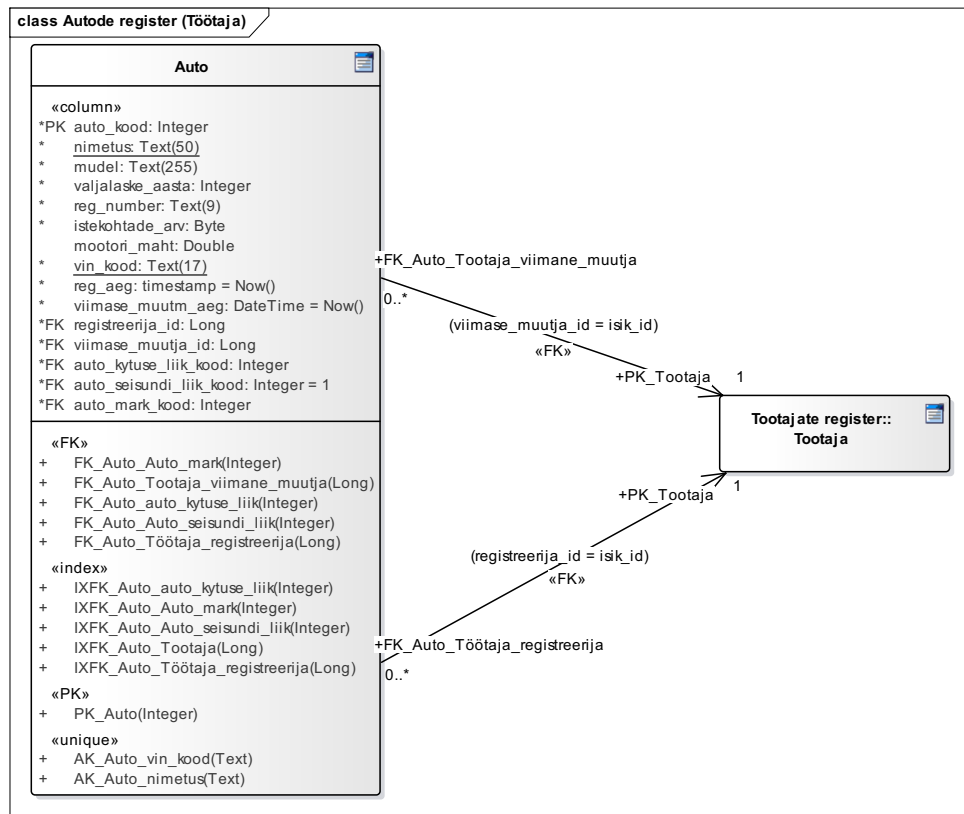 class Autode register (Töötaja)
Auto
«column»
*PK auto_kood: Integer
* nimetus: Text(50)
* mudel: Text(255)
* valjalaske_aasta: Integer
* reg_number: Text(9)
* istekohtade_arv: Byte
mootori_maht: Double
* vin_kood: Text(17)
* reg_aeg: timestamp = Now()
* viimase_muutm_aeg: DateTime = Now()
*FK registreerija_id: Long
*FK viimase_muutja_id: Long
*FK auto_kytuse_liik_kood: Integer
*FK auto_seisundi_liik_kood: Integer = 1
*FK auto_mark_kood: Integer
«FK»
+ FK_Auto_Auto_mark(Integer)
+ FK_Auto_Tootaja_viimane_muutja(Long)
+ FK_Auto_auto_kytuse_liik(Integer)
+ FK_Auto_Auto_seisundi_liik(Integer)
+ FK_Auto_Töötaja_registreerija(Long)
«index»
+ IXFK_Auto_auto_kytuse_liik(Integer)
+ IXFK_Auto_Auto_mark(Integer)
+ IXFK_Auto_Auto_seisundi_liik(Integer)
+ IXFK_Auto_Tootaja(Long)
+ IXFK_Auto_Töötaja_registreerija(Long)
«PK»
+ PK_Auto(Integer)
«unique»
+ AK_Auto_vin_kood(Text)
+ AK_Auto_nimetus(Text)
+FK_Auto_Tootaja_viimane_muutja
0..*
(viimase_muutja_id = isik_id)
«FK»
+PK_Tootaja 1
Tootajate register::
Tootaja
+PK_Tootaja 1
(registreerija_id = isik_id)
«FK»
+FK_Auto_Töötaja_registreerija
0..*